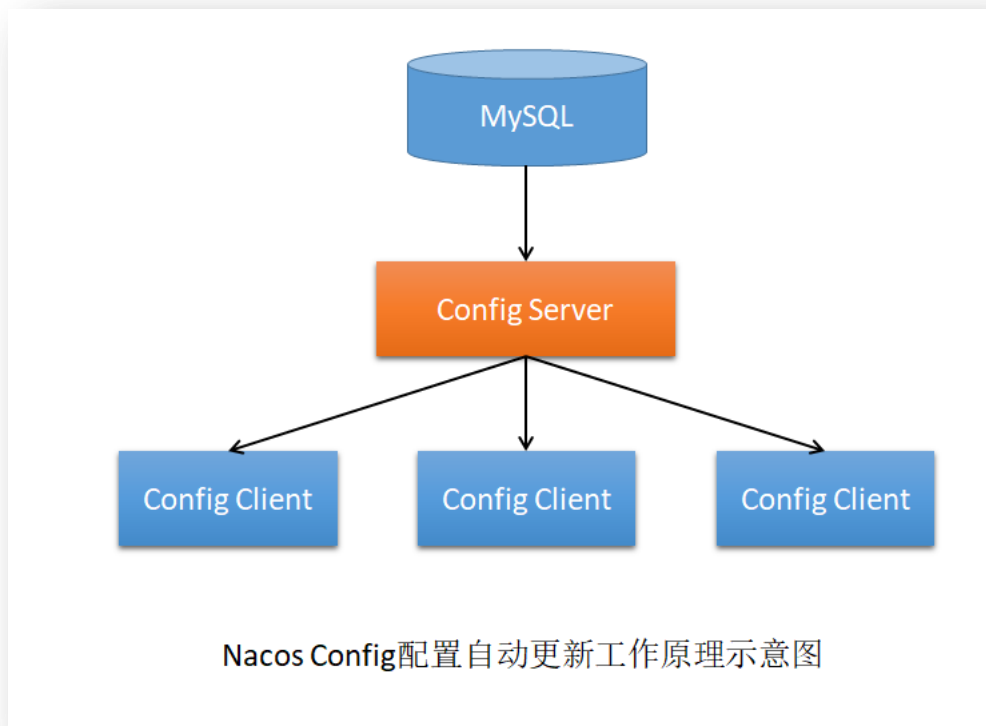 MySQL
Config Server
Config Client
Config Client
Config Client
Nacos Config配置自动更新工作原理示意图